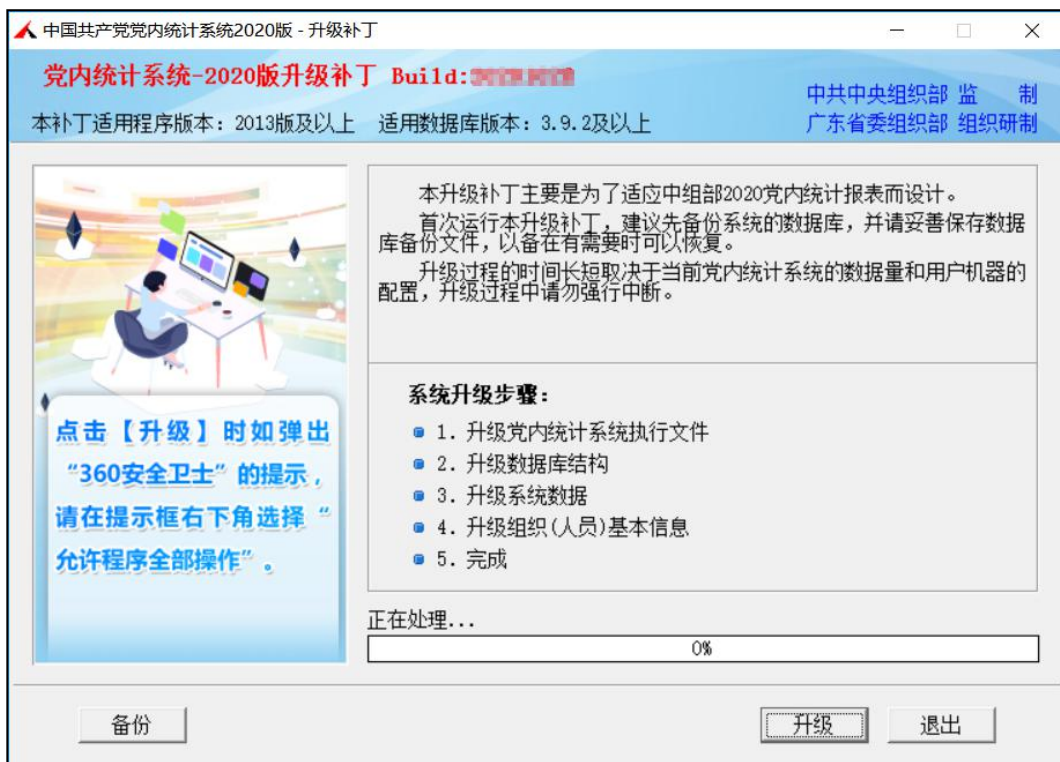 中国共产党党内统计系统2020版 - 升级补丁
党内统计系统-2020版升级补丁 Build:
中共中央组织部 监 制
本补丁适用程序版本：2013版及以上 适用数据库版本：3.9.2及以上
广东省委组织部 组织研制
本升级补丁主要是为了适应中组部2020党内统计报表而设计。
首次运行本升级补丁，建议先备份系统的数据库，并请妥善保存数据
库备份文件，以备在有需要时可以恢复。
升级过程的时间长短取决于当前党内统计系统的数据量和用户机器的
配置，升级过程中请勿强行中断。
点击【升级】时如弹出
“360安全卫士”的提示，
请在提示框右下角选择“
允许程序全部操作”。
系统升级步骤：
1. 升级党内统计系统执行文件
2. 升级数据库结构
3. 升级系统数据
4. 升级组织(人员)基本信息
5. 完成
正在处理...
0%
备份
升级
退出